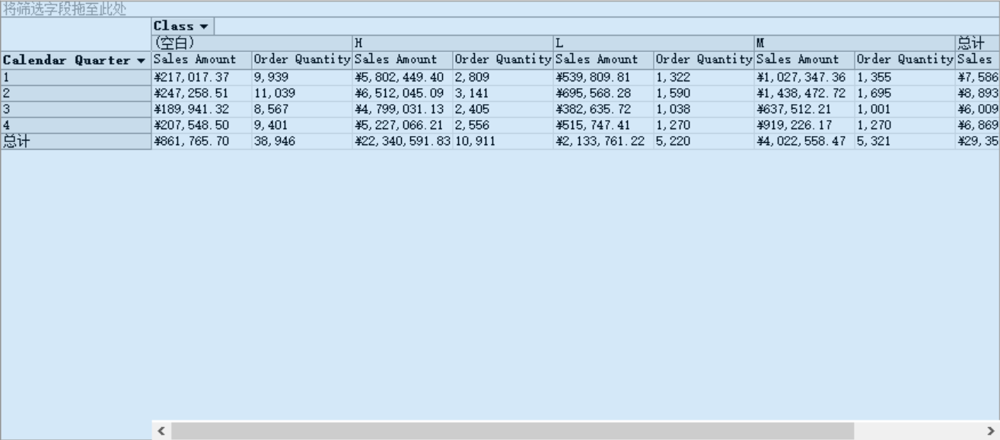 将筛选字段拖至此处
Class
(空白) H L M 总计
Calendar Quarter Sales Amount Order Quantity Sales Amount Order Quantity Sales Amount Order Quantity Sales Amount Order Quantity Sales
1 ¥217,017.37 9,939 ¥5,802,449.40 2,809 ¥539,809.81 1,322 ¥1,027,347.36 1,355 ¥7,586
2 ¥247,258.51 11,039 ¥6,512,045.09 3,141 ¥695,568.28 1,590 ¥1,438,472.72 1,695 ¥8,893
3 ¥189,941.32 8,567 ¥4,799,031.13 2,405 ¥382,635.72 1,038 ¥637,512.21 1,001 ¥6,009
4 ¥207,548.50 9,401 ¥5,227,066.21 2,556 ¥515,747.41 1,270 ¥919,226.17 1,270 ¥6,869
总计 ¥861,765.70 38,946 ¥22,340,591.83 10,911 ¥2,133,761.22 5,220 ¥4,022,558.47 5,321 ¥29,35